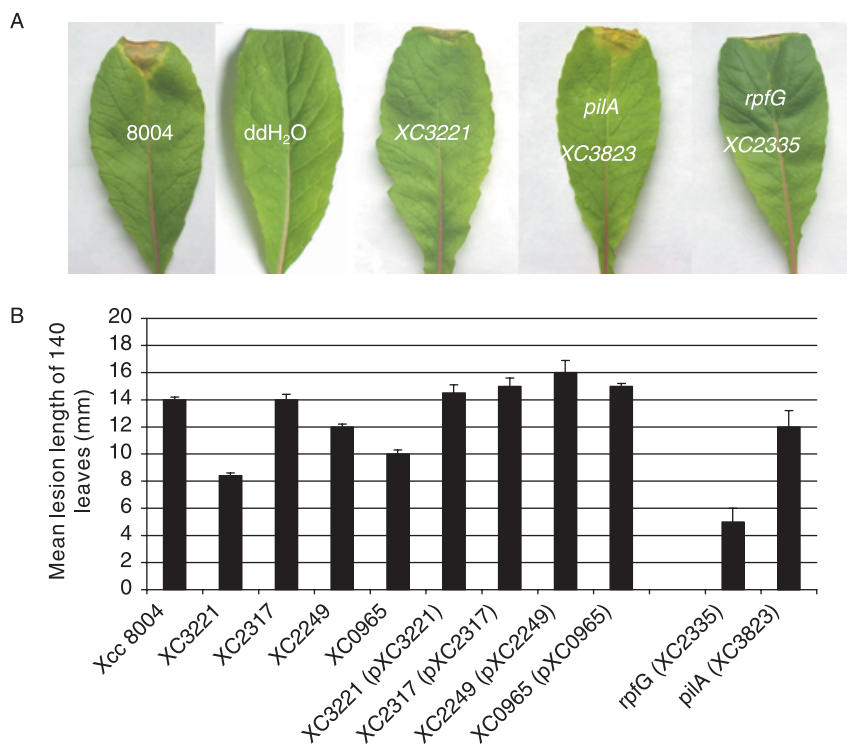 A
8004
ddH₂O
XC3221
pilA
XC3823
rpfG
XC2335
B
Mean lesion length of 140
leaves (mm)
20
18
16
14
12
10
8
6
4
2
0
Xcc 8004
XC3221
XC2317
XC2249
XC0965
XC3221 (pXC3221)
XC2317 (pXC2317)
XC2249 (pXC2249)
XC0965 (pXC0965)
rpfG (XC2335)
pilA (XC3823)